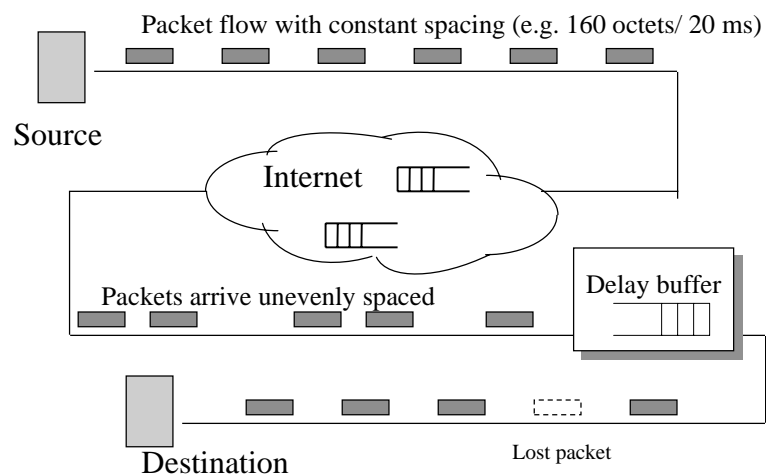 Packet flow with constant spacing (e.g. 160 octets/ 20 ms)
Source
Internet
Delay buffer
Packets arrive unevenly spaced
Lost packet
Destination